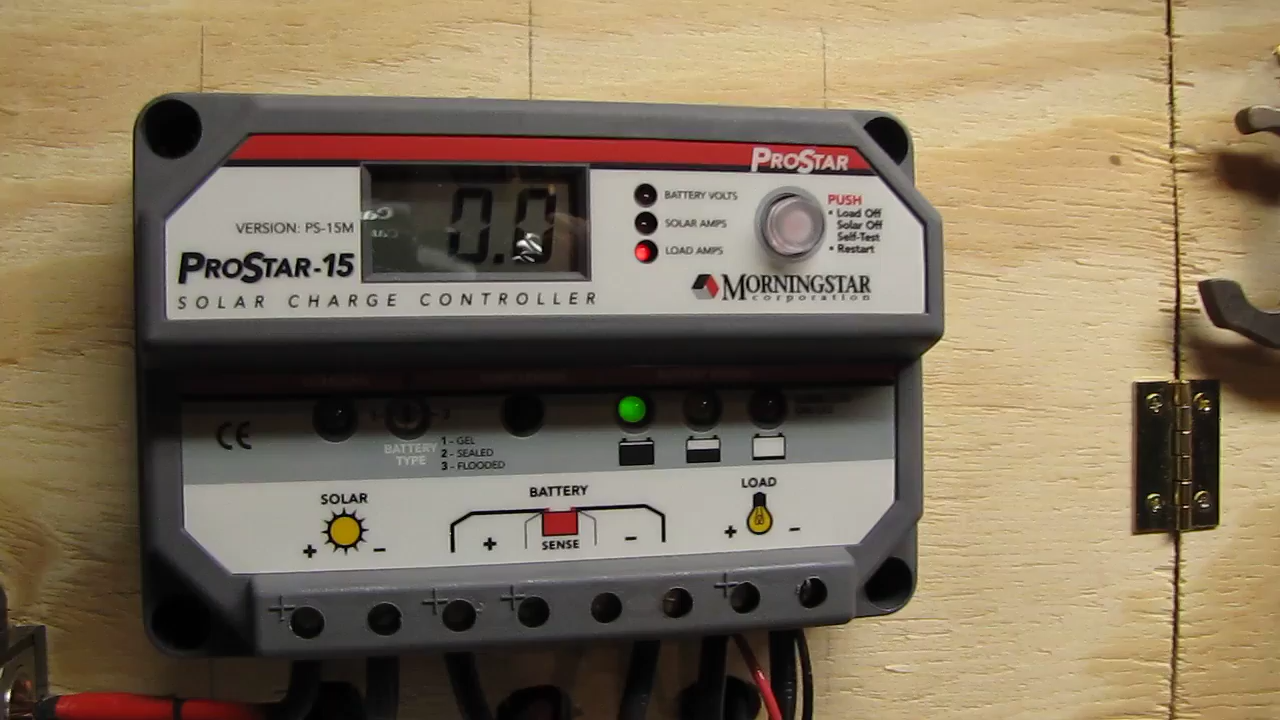 PROSTAR
BATTERY VOLTS
SOLAR AMPS
LOAD AMPS
PUSH
• Load Off
Solar Off
Self-Test
• Restart
VERSION: PS-15M
0.0
PROSTAR-15
MORNINGSTAR
corporation
SOLAR CHARGE CONTROLLER
CE
BATTERY
TYPE
1 - GEL
2 - SEALED
3 - FLOODED
SOLAR
+ −
BATTERY
+ −
SENSE
LOAD
+ −